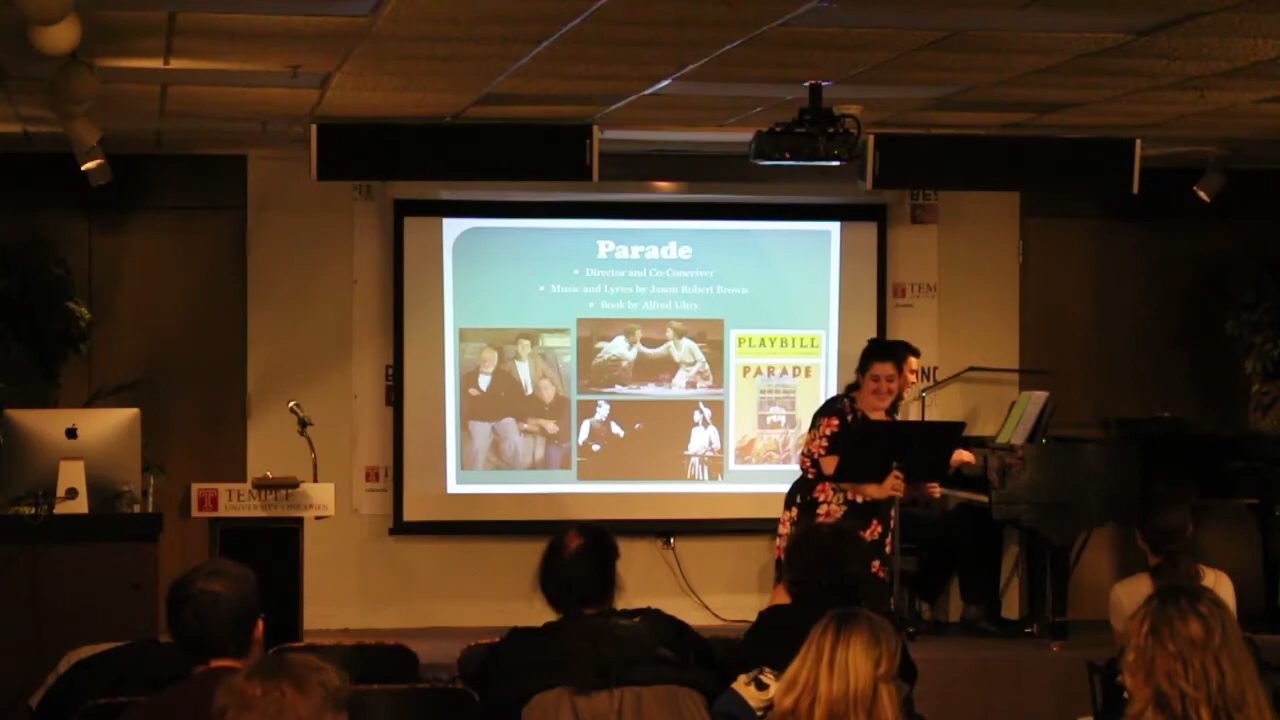 Parade
• Director and Co-Conceiver
• Music and Lyrics by Jason Robert Brown
• Book by Alfred Uhry
PLAYBILL
PARADE
TEMPLE
UNIVERSITY LIBRARIES
TEM